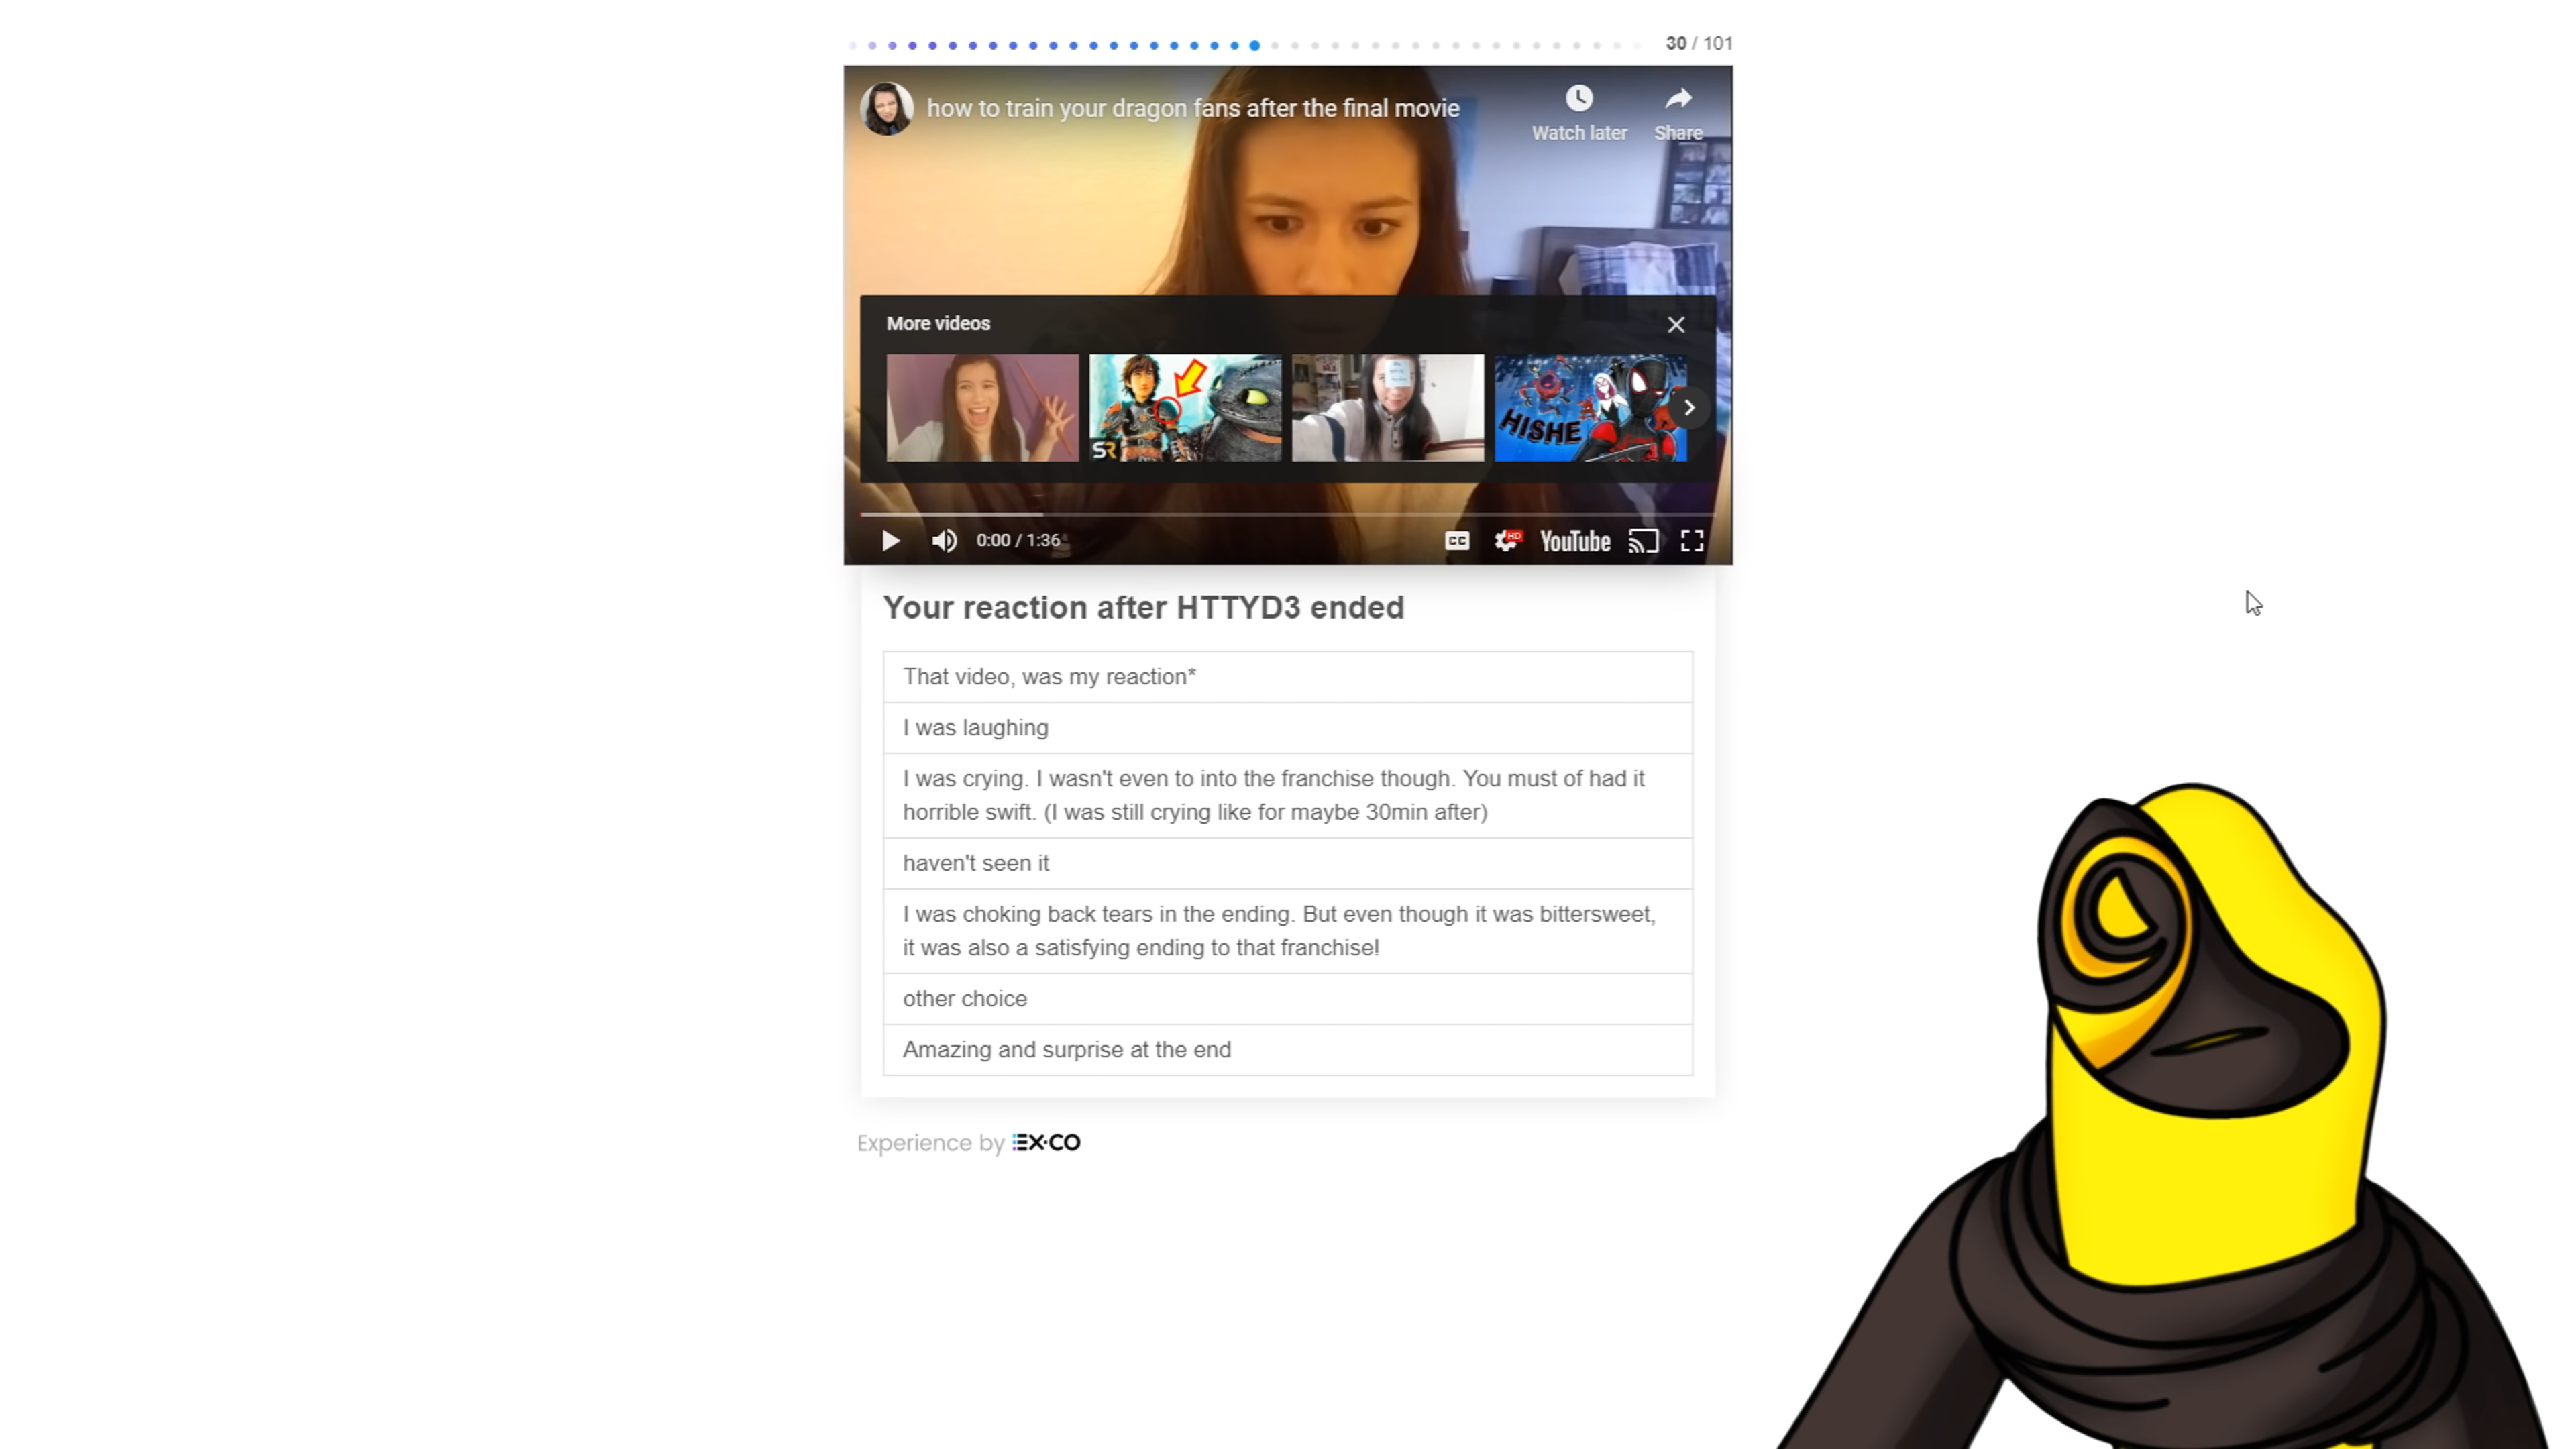 30 / 101
how to train your dragon fans after the final movie
Watch later
Share
More videos
SR
HISHE
0:00 / 1:36
CC
HD
YouTube
Your reaction after HTTYD3 ended
That video, was my reaction*
I was laughing
I was crying. I wasn't even to into the franchise though. You must of had it
horrible swift. (I was still crying like for maybe 30min after)
haven't seen it
I was choking back tears in the ending. But even though it was bittersweet,
it was also a satisfying ending to that franchise!
other choice
Amazing and surprise at the end
Experience by EX·CO